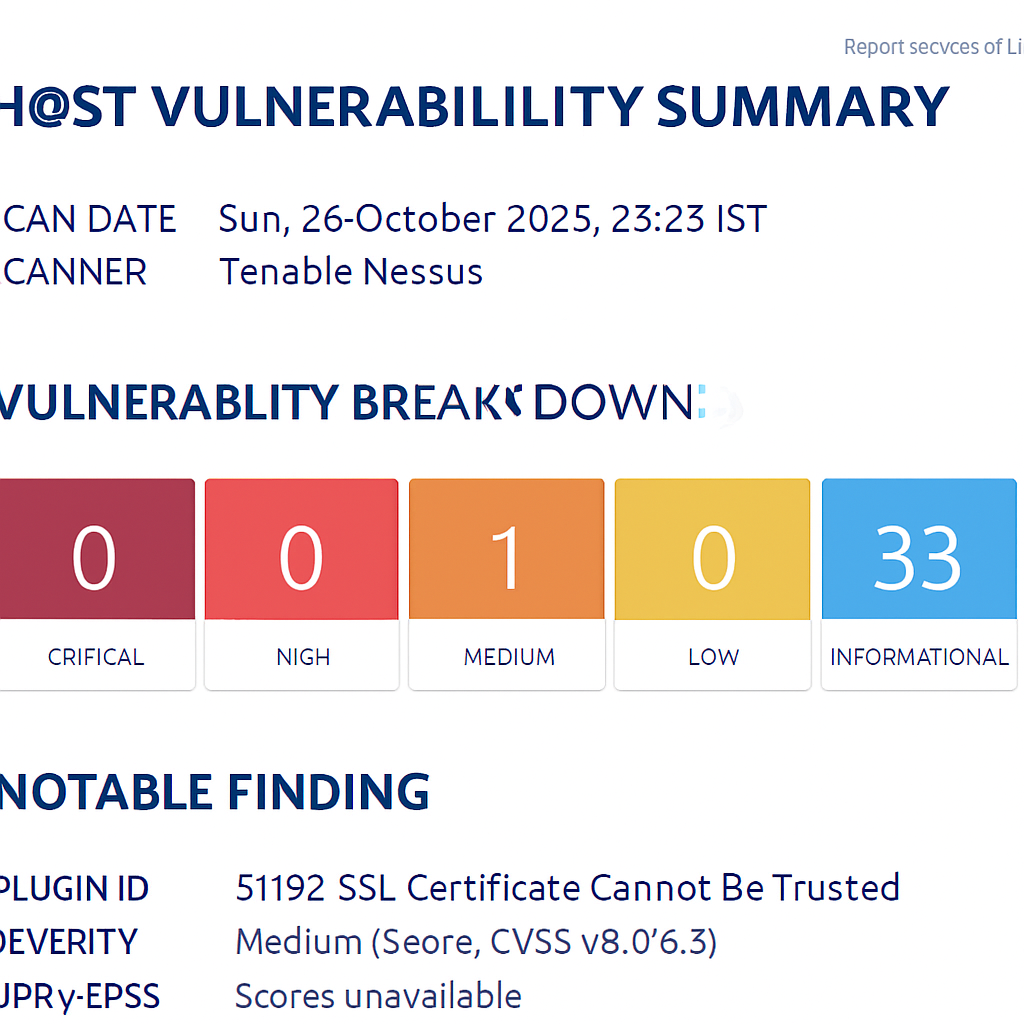 Report secvces of Li
H@ST VULNERABILILITY SUMMARY
CAN DATE Sun, 26-October 2025, 23:23 IST
CANNER Tenable Nessus
VULNERABLITY BREAK DOWN:
0 0 1 0 33
CRIFICAL NIGH MEDIUM LOW INFORMATIONAL
NOTABLE FINDING
PLUGIN ID 51192 SSL Certificate Cannot Be Trusted
DEVERITY Medium (Seore, CVSS v8.0’6.3)
JPRy-EPSS Scores unavailable